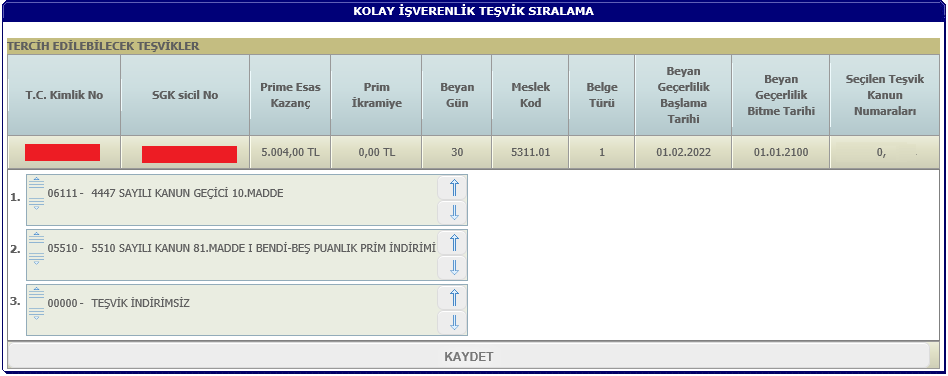 KOLAY İŞVERENLİK TEŞVİK SIRALAMA
TERCİH EDİLEBİLECEK TEŞVİKLER
T.C. Kimlik No
SGK sicil No
Prime Esas
Kazanç
Prim
İkramiye
Beyan
Gün
Meslek
Kod
Belge
Türü
Beyan
Geçerlilik
Başlama
Tarihi
Beyan
Geçerlilik
Bitme Tarihi
Seçilen Teşvik
Kanun
Numaraları
5.004,00 TL
0,00 TL
30
5311.01
1
01.02.2022
01.01.2100
0,
1. 06111 - 4447 SAYILI KANUN GEÇİCİ 10.MADDE
2. 05510 - 5510 SAYILI KANUN 81.MADDE I BENDİ-BEŞ PUANLIK PRİM İNDİRİMİ
3. 00000 - TEŞVİK İNDİRİMSİZ
KAYDET